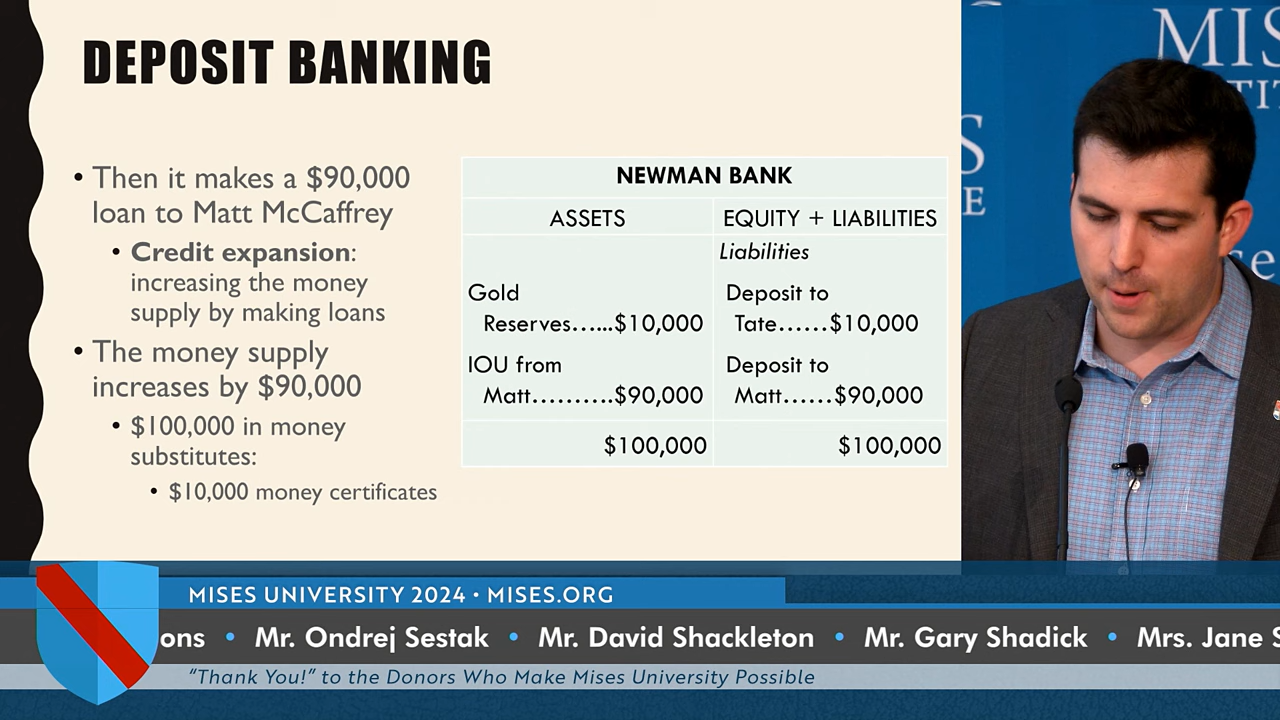 DEPOSIT BANKING
• Then it makes a $90,000
loan to Matt McCaffrey
• Credit expansion:
increasing the money
supply by making loans
• The money supply
increases by $90,000
• $100,000 in money
substitutes:
• $10,000 money certificates
NEWMAN BANK
ASSETS EQUITY + LIABILITIES
Liabilities
Gold Deposit to
Reserves…...$10,000 Tate……$10,000
IOU from Deposit to
Matt……….$90,000 Matt……$90,000
$100,000 $100,000
MIS
TIT
S
E
se
MISES UNIVERSITY 2024 • MISES.ORG
ons • Mr. Ondrej Sestak • Mr. David Shackleton • Mr. Gary Shadick • Mrs. Jane S
“Thank You!” to the Donors Who Make Mises University Possible